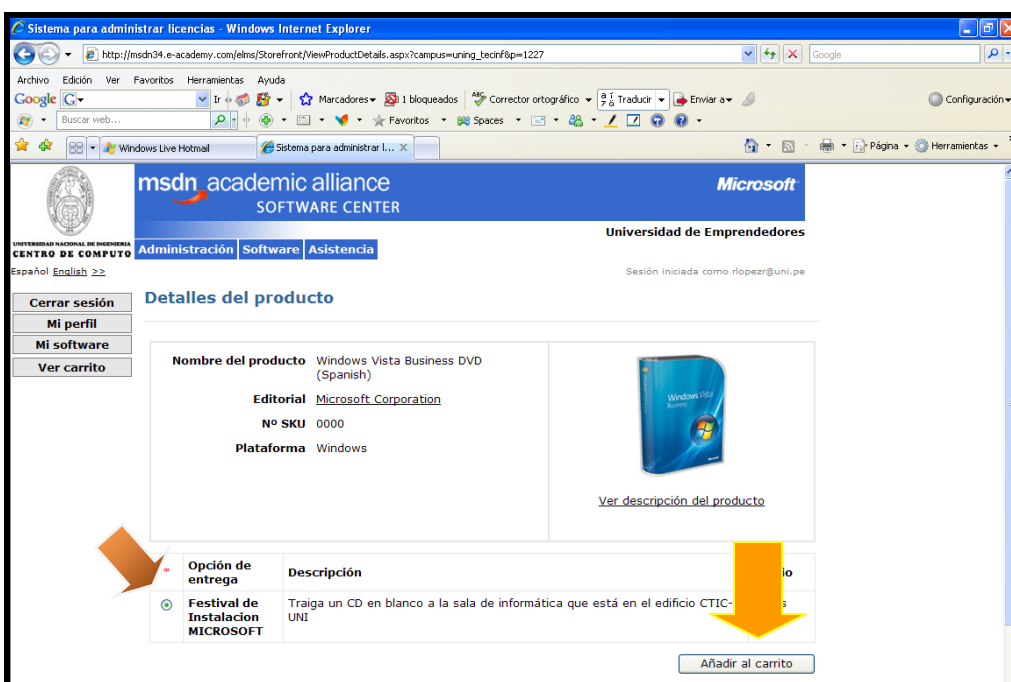 Sistema para administrar licencias - Windows Internet Explorer
http://msdn34.e-academy.com/elms/Storefront/ViewProductDetails.aspx?campus=uning_tecinf&p=1227
Google
Archivo Edición Ver Favoritos Herramientas Ayuda
Google G Ir Marcadores 1 bloqueados Corrector ortográfico Traducir Enviar a Configuración
Buscar web... Favoritos Spaces
Windows Live Hotmail Sistema para administrar l... Página Herramientas
msdn academic alliance
SOFTWARE CENTER
Microsoft
UNIVERSIDAD NACIONAL DE INGENIERIA
CENTRO DE COMPUTO
Universidad de Emprendedores
Administración Software Asistencia
Español English >>
Sesión iniciada como rlopezr@uni.pe
Cerrar sesión
Mi perfil
Mi software
Ver carrito
Detalles del producto
Nombre del producto Windows Vista Business DVD
(Spanish)
Editorial Microsoft Corporation
Nº SKU 0000
Plataforma Windows
Windows Vista
Business
Ver descripción del producto
* Opción de
entrega
Descripción
Festival de
Instalacion
MICROSOFT
Traiga un CD en blanco a la sala de informática que está en el edificio CTIC-
UNI
Añadir al carrito